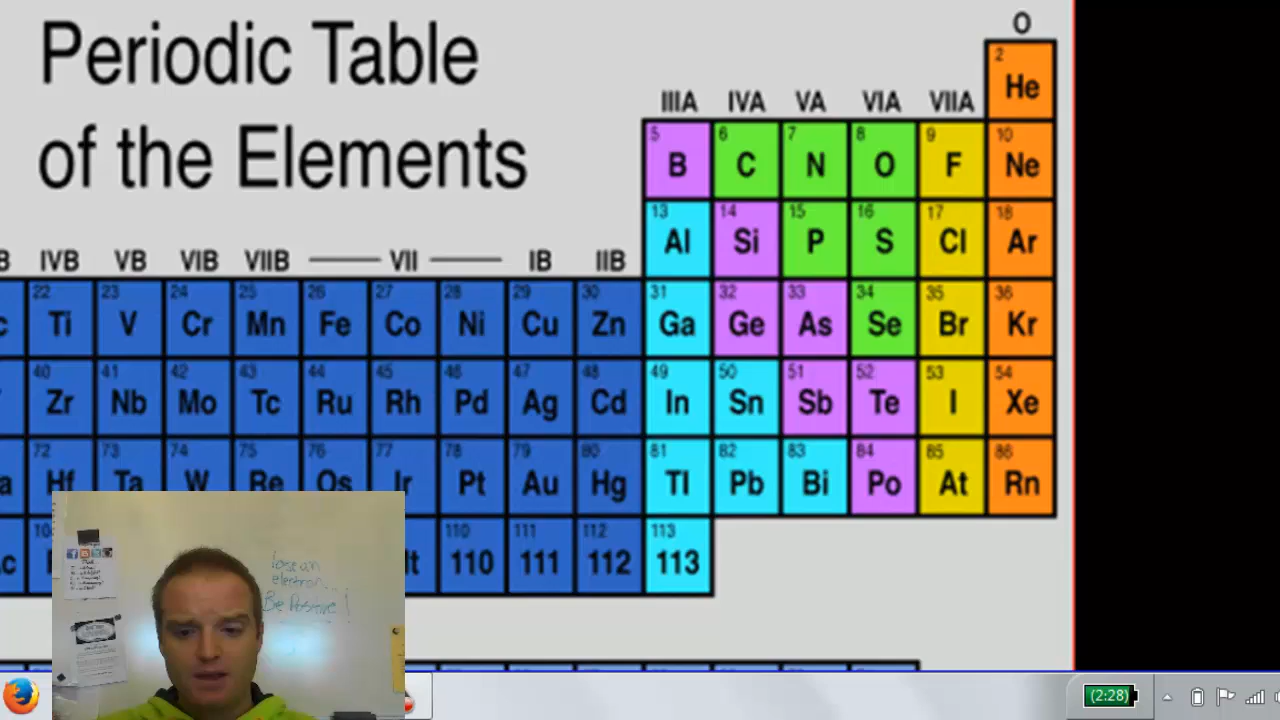 Periodic Table
of the Elements
O
2
He
IIIA IVA VA VIA VIIA
5 6 7 8 9 10
B C N O F Ne
13 14 15 16 17 18
Al Si P S Cl Ar
IVB VB VIB VIIB VII IB IIB
22 23 24 25 26 27 28 29 30 31 32 33 34 35 36
Ti V Cr Mn Fe Co Ni Cu Zn Ga Ge As Se Br Kr
40 41 42 43 44 45 46 47 48 49 50 51 52 53 54
Zr Nb Mo Tc Ru Rh Pd Ag Cd In Sn Sb Te I Xe
72 73 74 75 76 77 78 79 80 81 82 83 84 85 86
Hf Ta W Re Os Ir Pt Au Hg Tl Pb Bi Po At Rn
110 111 112 113
110 111 112 113
lose an
electron...
Be Positive!
(2:28)